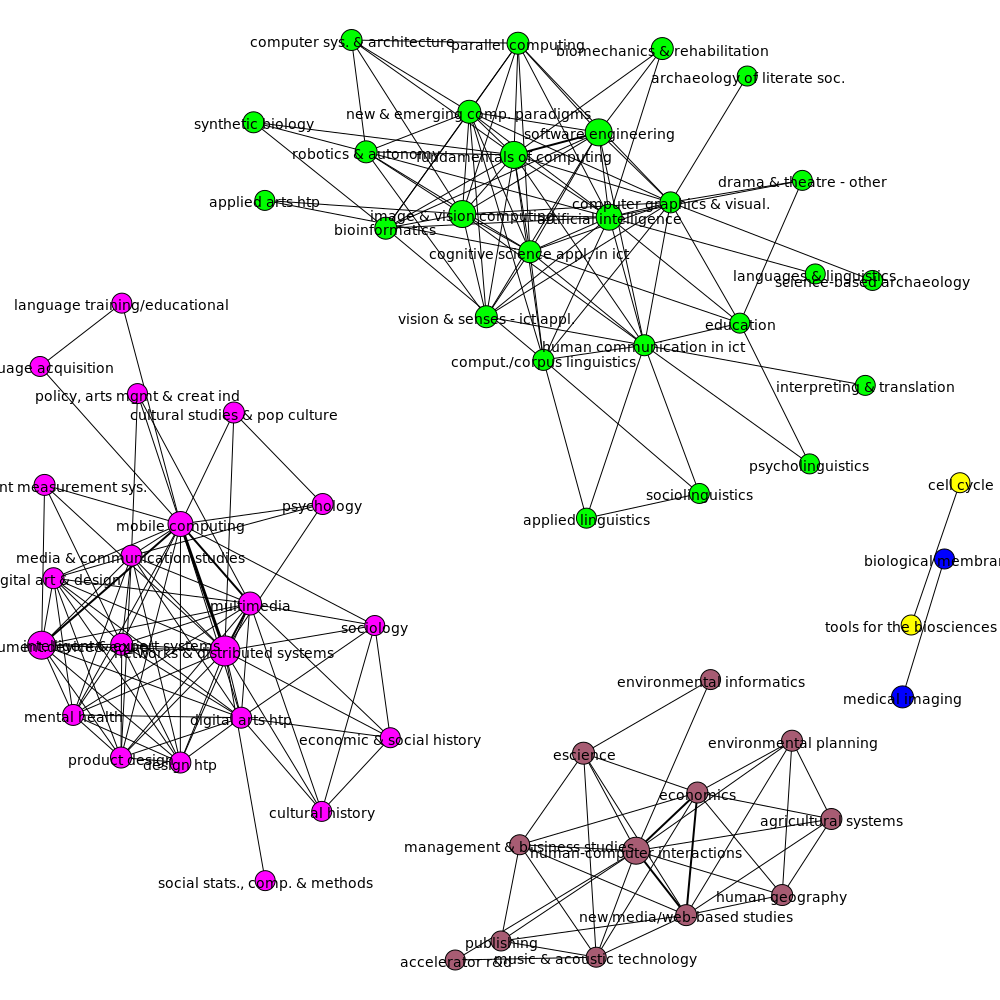 computer sys. & architecture
parallel computing
biomechanics & rehabilitation
archaeology of literate soc.
new & emerging comp. paradigms
synthetic biology
software engineering
robotics & autonomy
fundamentals of computing
drama & theatre - other
applied arts htp
computer graphics & visual.
image & vision computing
artificial intelligence
bioinformatics
cognitive science appl. in ict
languages & linguistics
science-based archaeology
language training/educational
vision & senses - ict appl.
education
human communication in ict
comput./corpus linguistics
uage acquisition
interpreting & translation
policy, arts mgmt & creat ind
cultural studies & pop culture
psycholinguistics
nt measurement sys.
cell cycle
sociolinguistics
psychology
applied linguistics
mobile computing
media & communication studies
biological membran
gital art & design
multimedia
tools for the biosciences
sociology
networks & distributed systems
environmental informatics
medical imaging
mental health
digital arts htp
economic & social history
environmental planning
escience
product design
design htp
economics
cultural history
agricultural systems
management & business studies
human-computer interactions
social stats., comp. & methods
human geography
new media/web-based studies
publishing
music & acoustic technology
accelerator r&d